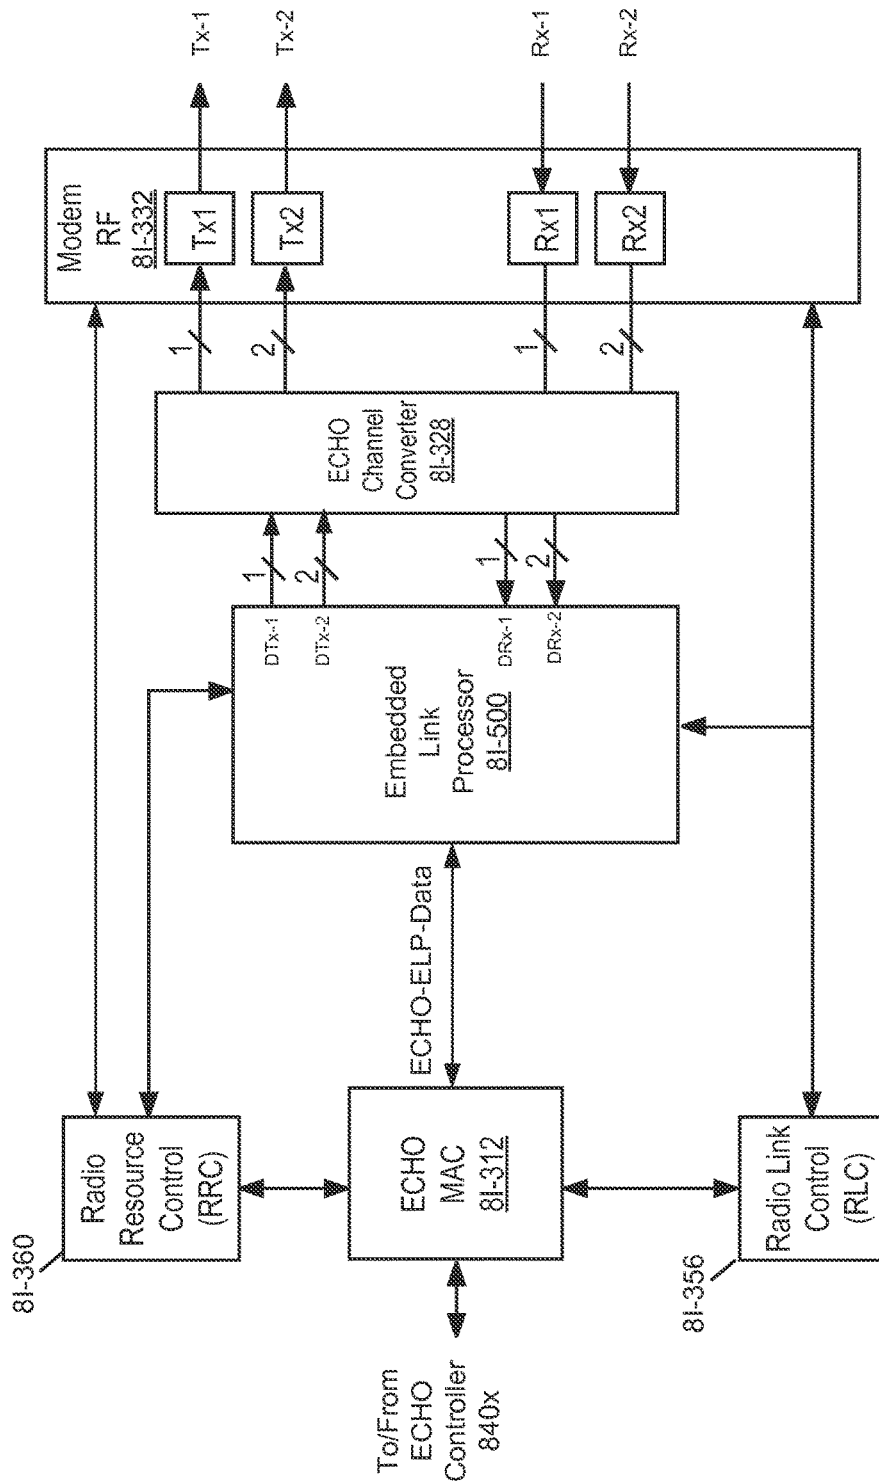 8I-360
Radio
Resource
Control
(RRC)
To/From
ECHO
Controller
840x
ECHO
MAC
8I-312
8I-356
Radio Link
Control
(RLC)
ECHO-ELP-Data
Embedded
Link
Processor
8I-500
DTx-1
DTx-2
DRx-1
DRx-2
1
2
1
2
ECHO
Channel
Converter
8I-328
1
2
1
2
Modem
RF
8I-332
Tx1
Tx2
Rx1
Rx2
Tx-1
Tx-2
Rx-1
Rx-2